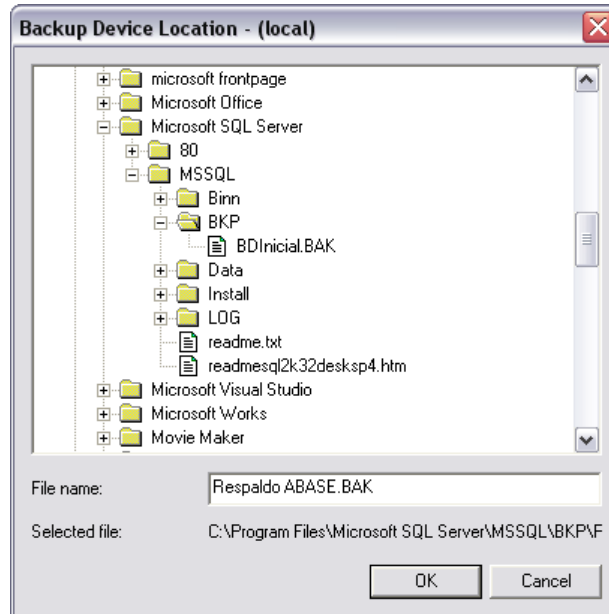 Backup Device Location - (local)
microsoft frontpage
Microsoft Office
Microsoft SQL Server
80
MSSQL
Binn
BKP
BDInicial.BAK
Data
Install
LOG
readme.txt
readmesql2k32desksp4.htm
Microsoft Visual Studio
Microsoft Works
Movie Maker
File name: Respaldo ABASE.BAK
Selected file: C:\Program Files\Microsoft SQL Server\MSSQL\BKP\F
OK Cancel